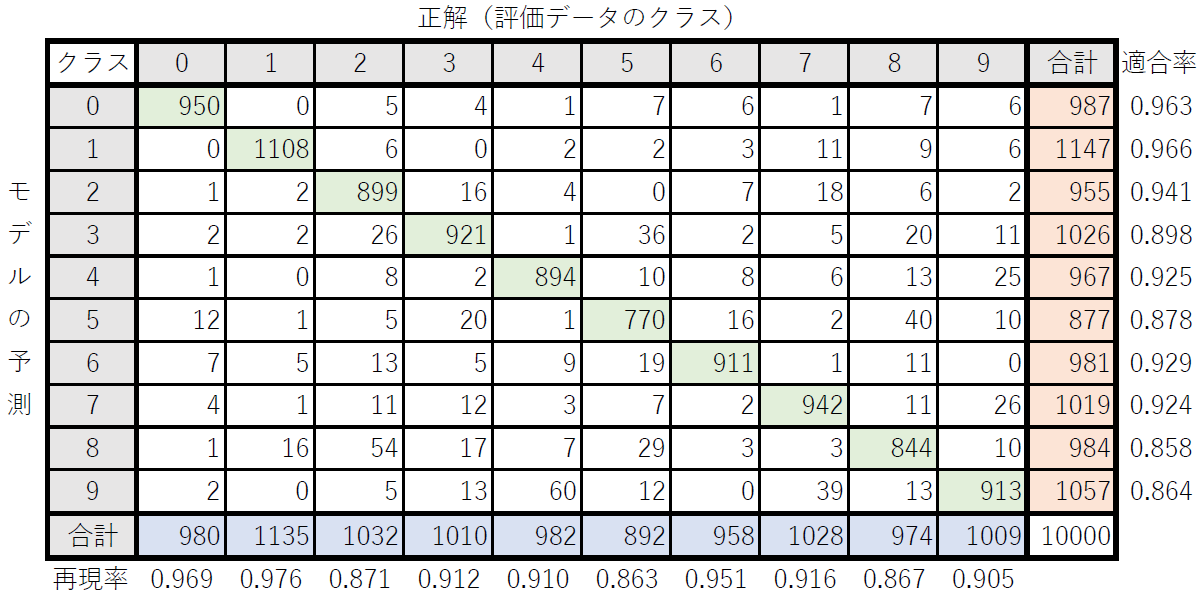 正解（評価データのクラス）
クラス 0 1 2 3 4 5 6 7 8 9 合計 適合率
0 950 0 5 4 1 7 6 1 7 6 987 0.963
1 0 1108 6 0 2 2 3 11 9 6 1147 0.966
2 1 2 899 16 4 0 7 18 6 2 955 0.941
3 2 2 26 921 1 36 2 5 20 11 1026 0.898
4 1 0 8 2 894 10 8 6 13 25 967 0.925
5 12 1 5 20 1 770 16 2 40 10 877 0.878
6 7 5 13 5 9 19 911 1 11 0 981 0.929
7 4 1 11 12 3 7 2 942 11 26 1019 0.924
8 1 16 54 17 7 29 3 3 844 10 984 0.858
9 2 0 5 13 60 12 0 39 13 913 1057 0.864
合計 980 1135 1032 1010 982 892 958 1028 974 1009 10000
再現率 0.969 0.976 0.871 0.912 0.910 0.863 0.951 0.916 0.867 0.905
モデルの予測